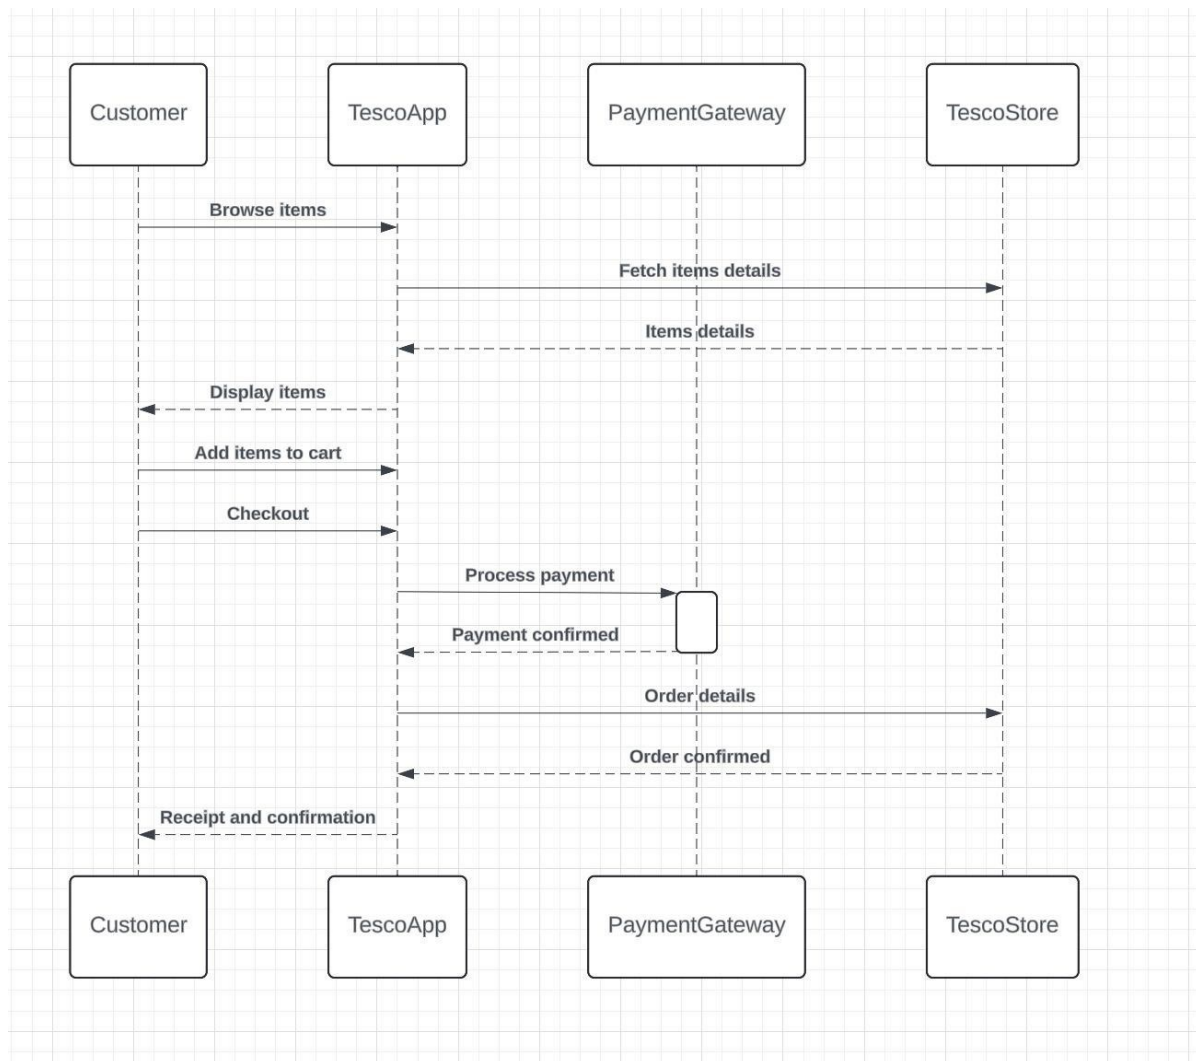 Customer
TescoApp
PaymentGateway
TescoStore
Browse items
Fetch items details
Items details
Display items
Add items to cart
Checkout
Process payment
Payment confirmed
Order details
Order confirmed
Receipt and confirmation
Customer
TescoApp
PaymentGateway
TescoStore